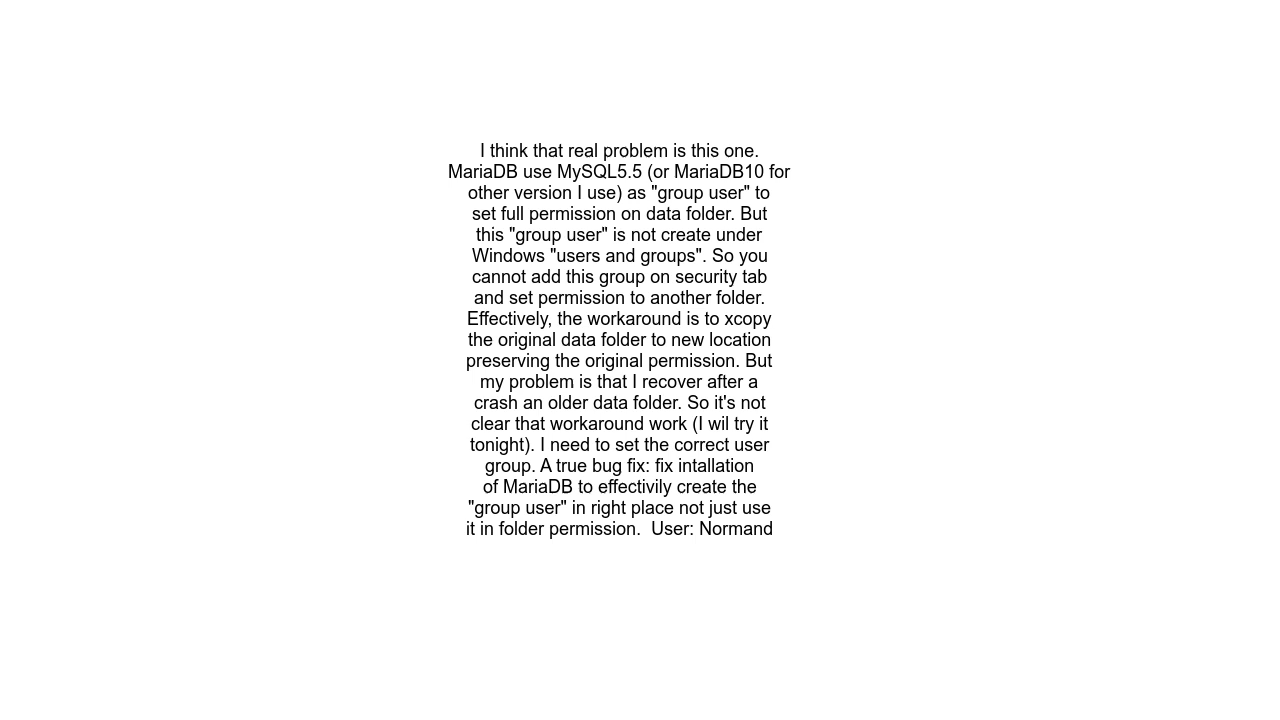 I think that real problem is this one.
MariaDB use MySQL5.5 (or MariaDB10 for
other version I use) as "group user" to
set full permission on data folder. But
this "group user" is not create under
Windows "users and groups". So you
cannot add this group on security tab
and set permission to another folder.
Effectively, the workaround is to xcopy
the original data folder to new location
preserving the original permission. But
my problem is that I recover after a
crash an older data folder. So it's not
clear that workaround work (I wil try it
tonight). I need to set the correct user
group. A true bug fix: fix intallation
of MariaDB to effectivily create the
"group user" in right place not just use
it in folder permission.  User: Normand